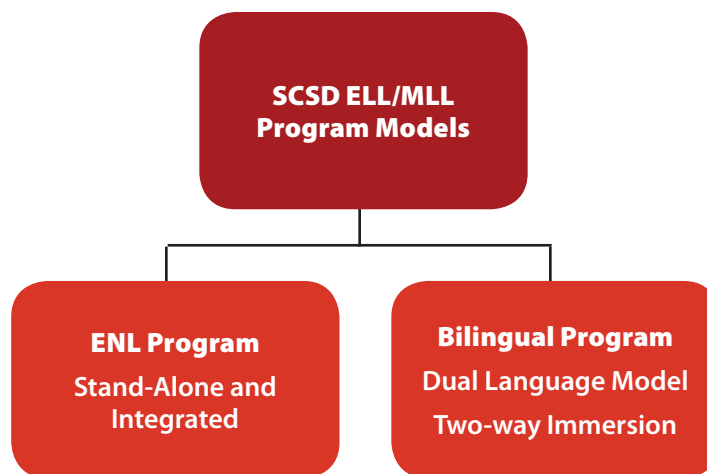 SCSD ELL/MLL
Program Models
ENL Program
Stand-Alone and
Integrated
Bilingual Program
Dual Language Model
Two-way Immersion